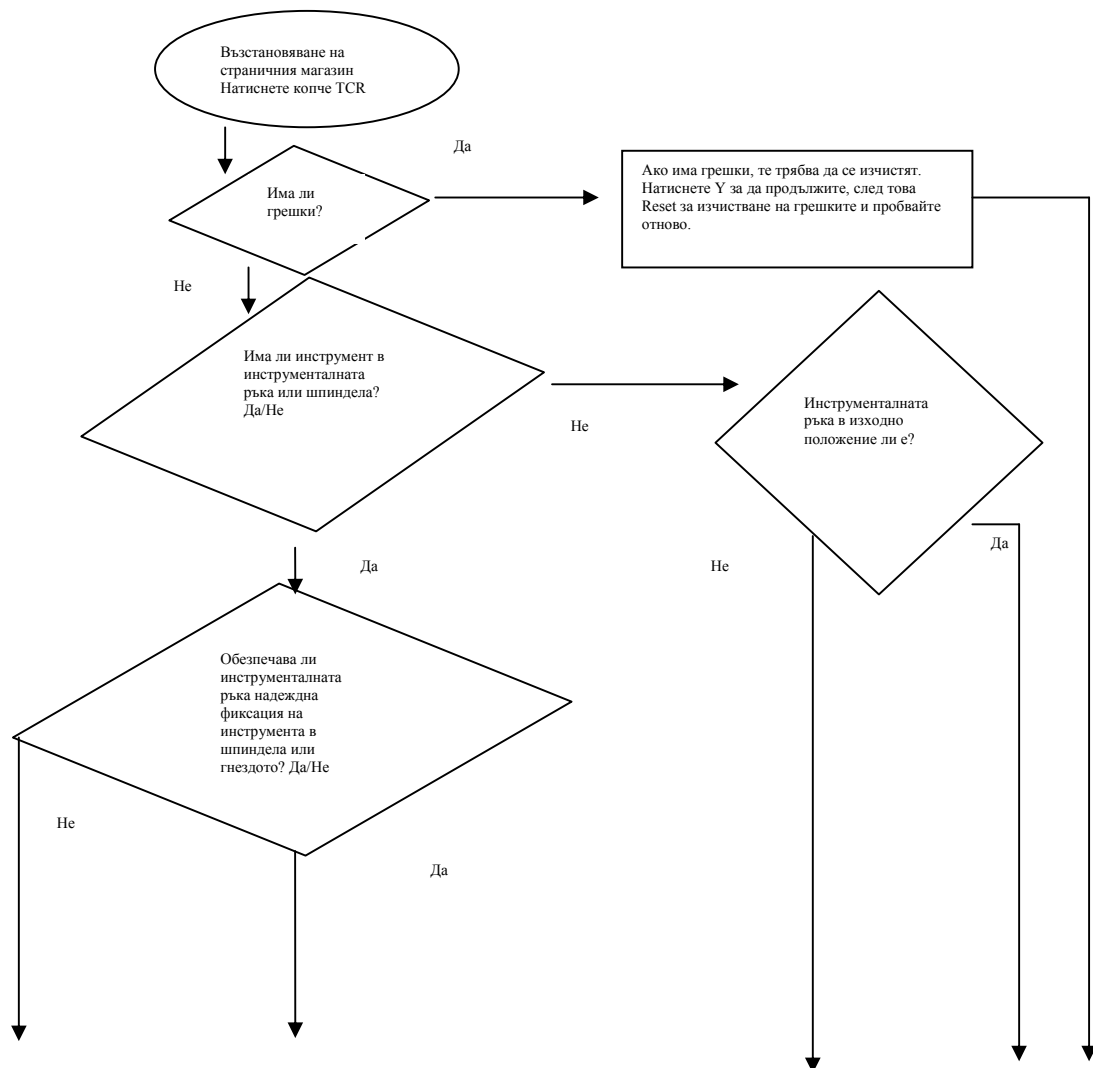 Възстановяване на
страничния магазин
Натиснете копче TCR
Да
Има ли
грешки?
Ако има грешки, те трябва да се изчистят.
Натиснете Y за да продължите, след това
Reset за изчистване на грешките и пробвайте
отново.
Не
Има ли инструмент в
инструменталната
ръка или шпиндела?
Да/Не
Не
Инструменталната
ръка в изходно
положение ли е?
Да
Не
Да
Обезпечава ли
инструменталната
ръка надеждна
фиксация на
инструмента в
шпиндела или
гнездото? Да/Не
Не
Да